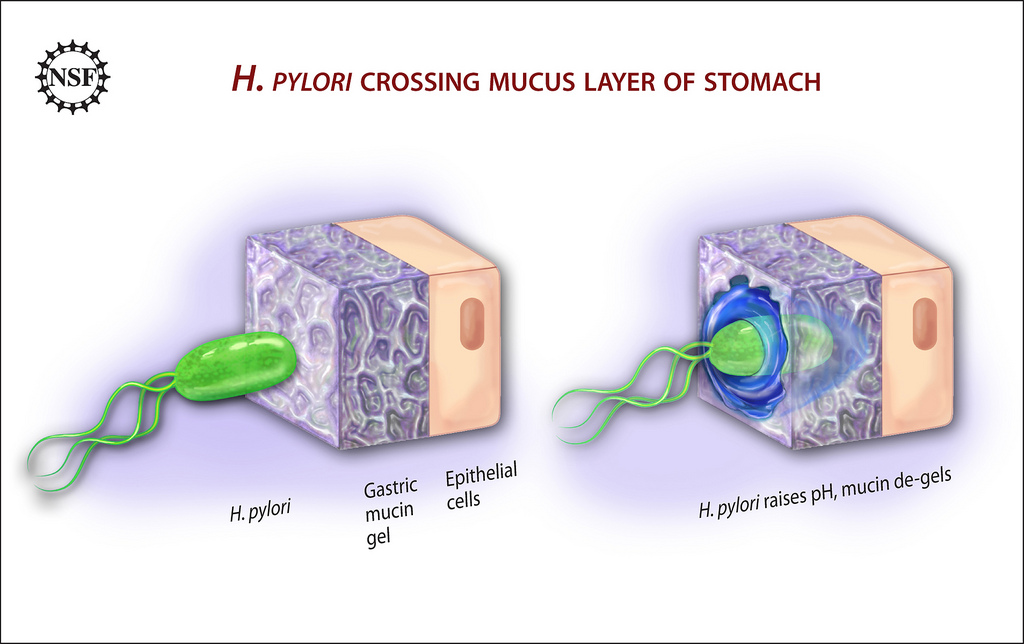 NSF
H. PYLORI CROSSING MUCUS LAYER OF STOMACH
H. pylori
Gastric
mucin
gel
Epithelial
cells
H. pylori raises pH, mucin de-gels